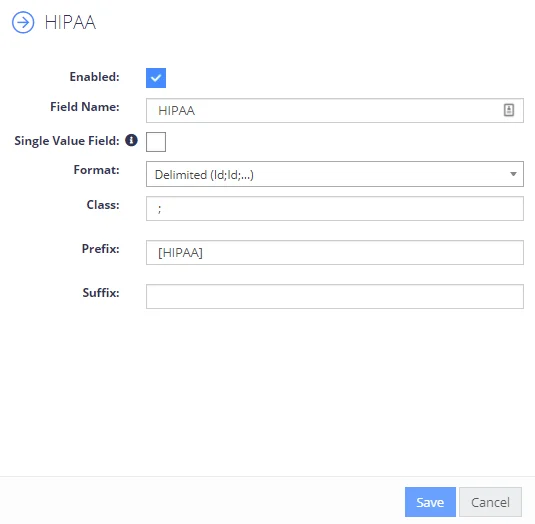 HIPAA
Enabled:
Field Name: HIPAA
Single Value Field:
Format: Delimited (Id;Id;...)
Class: ;
Prefix: [HIPAA]
Suffix:
Save Cancel